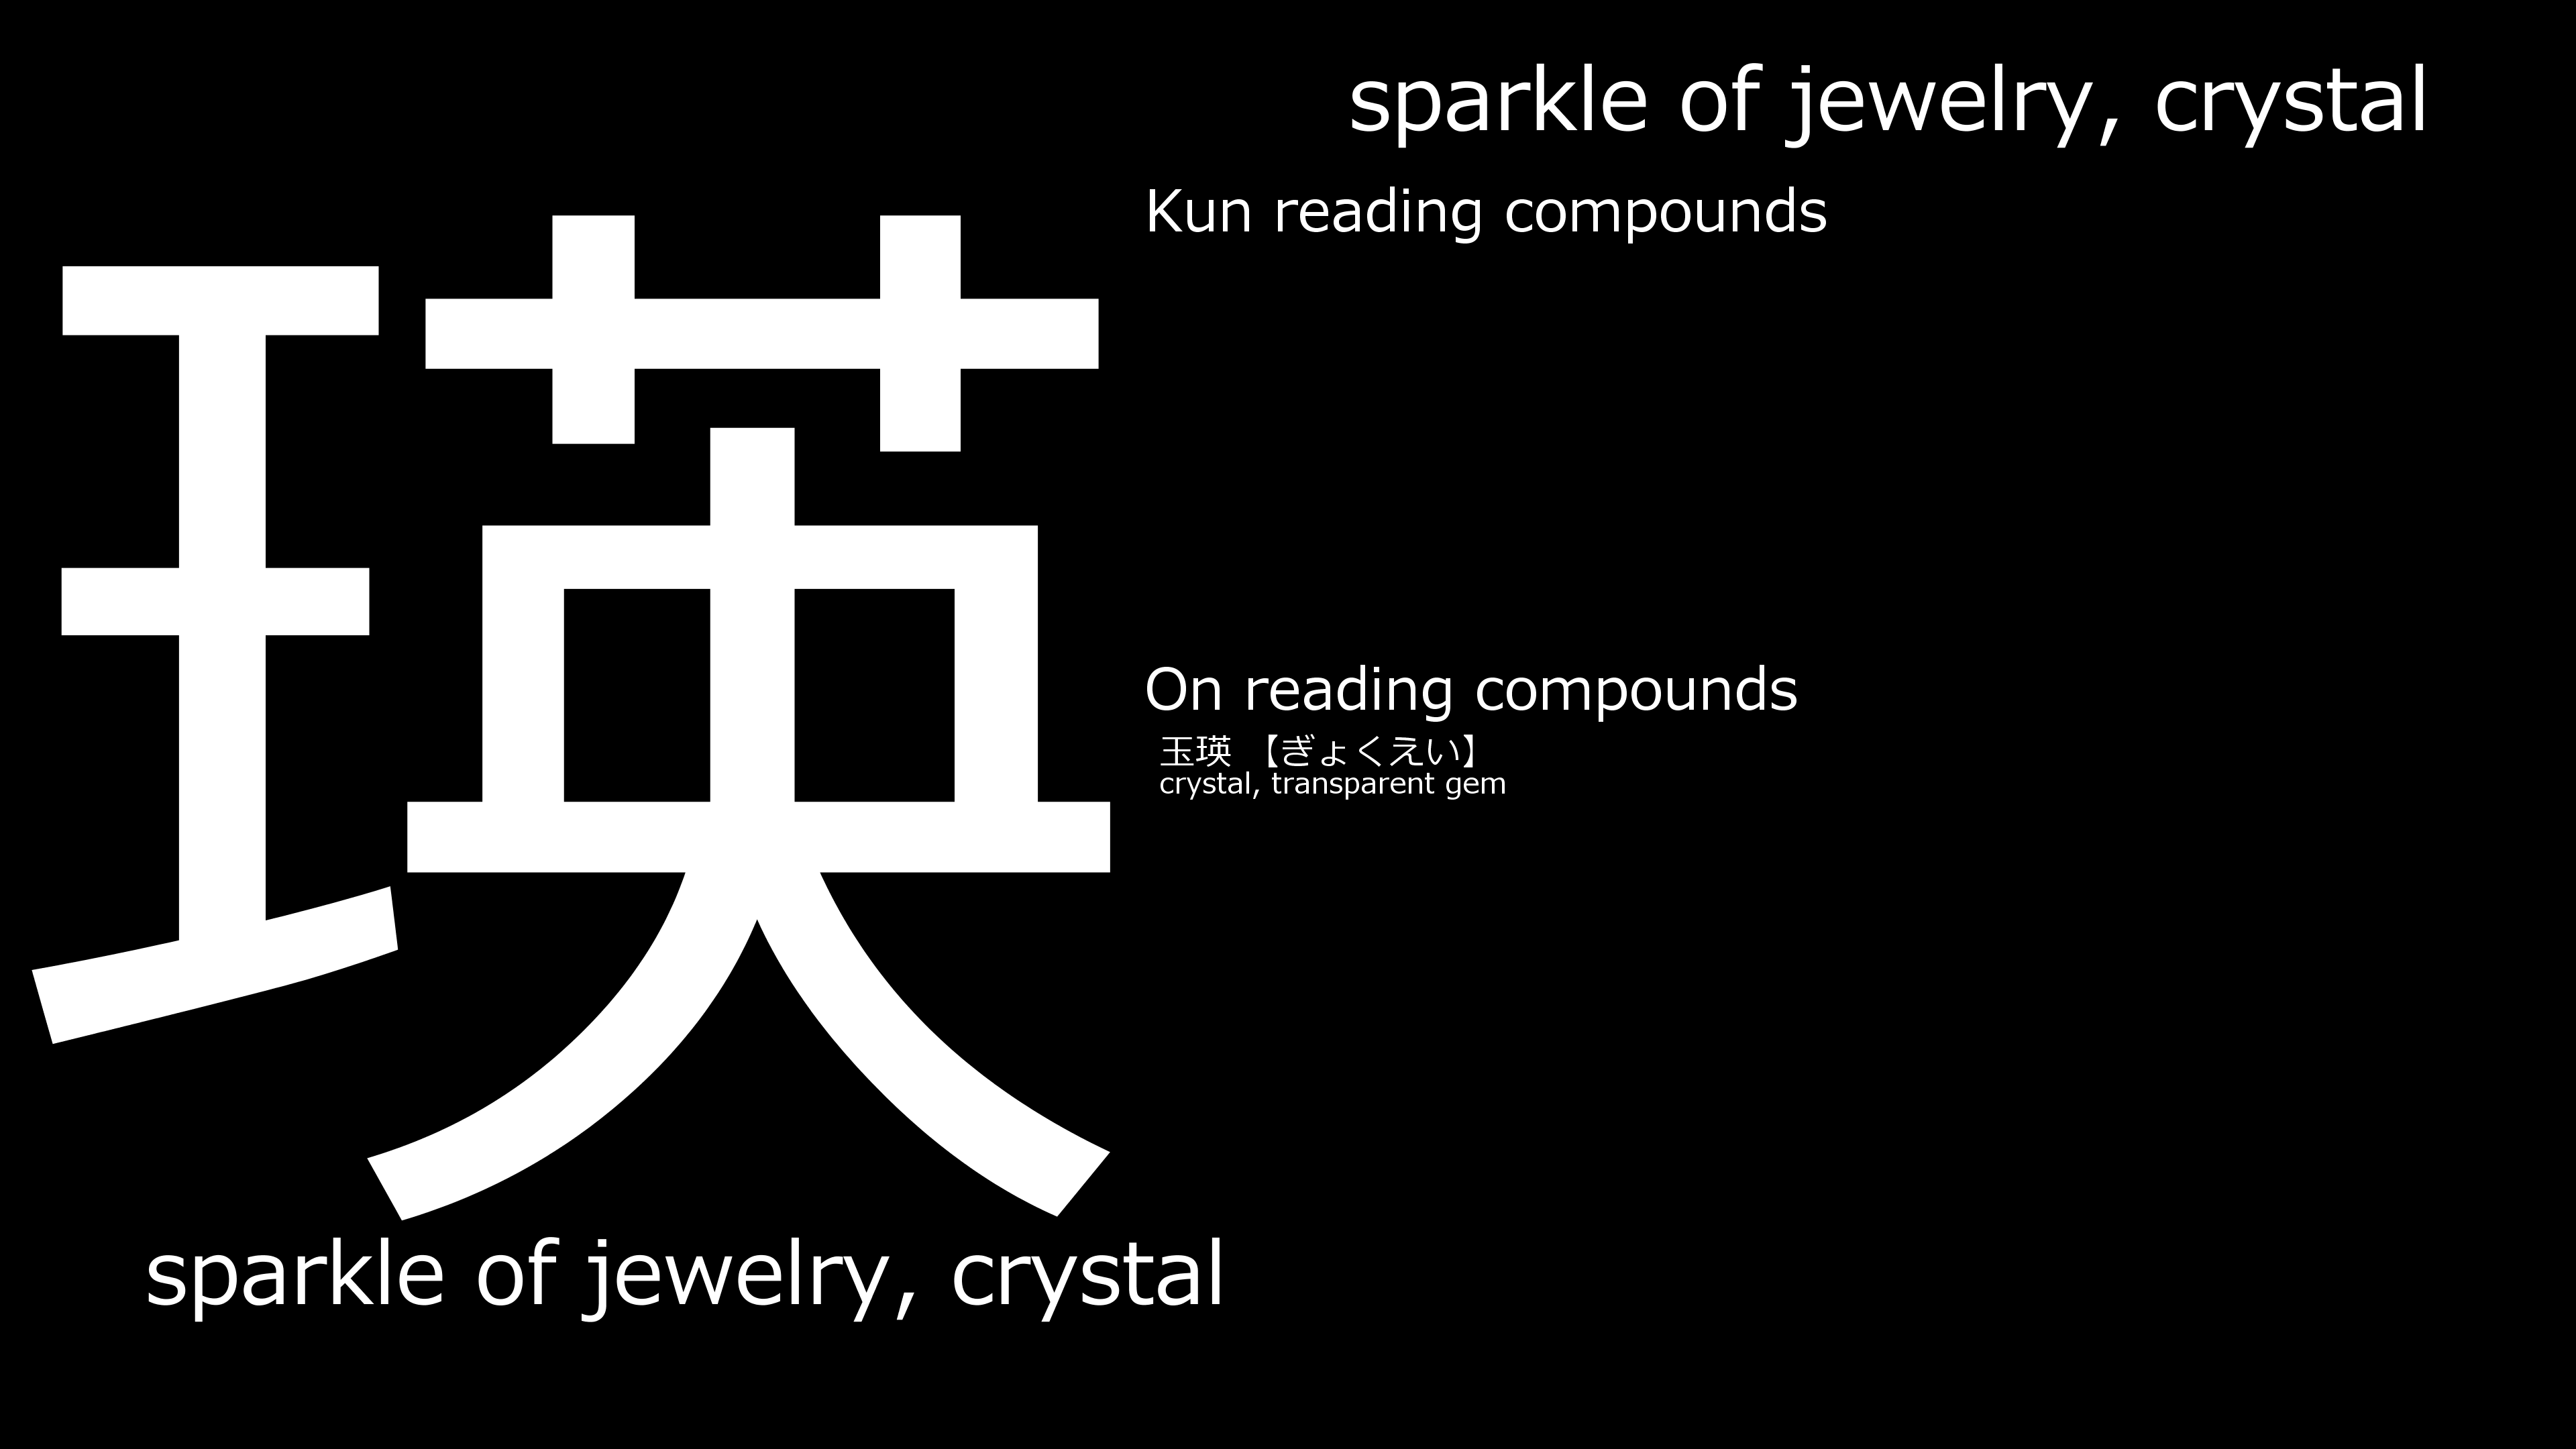 sparkle of jewelry, crystal
Kun reading compounds
瑛
On reading compounds
玉瑛 【ぎょくえい】
crystal, transparent gem
sparkle of jewelry, crystal